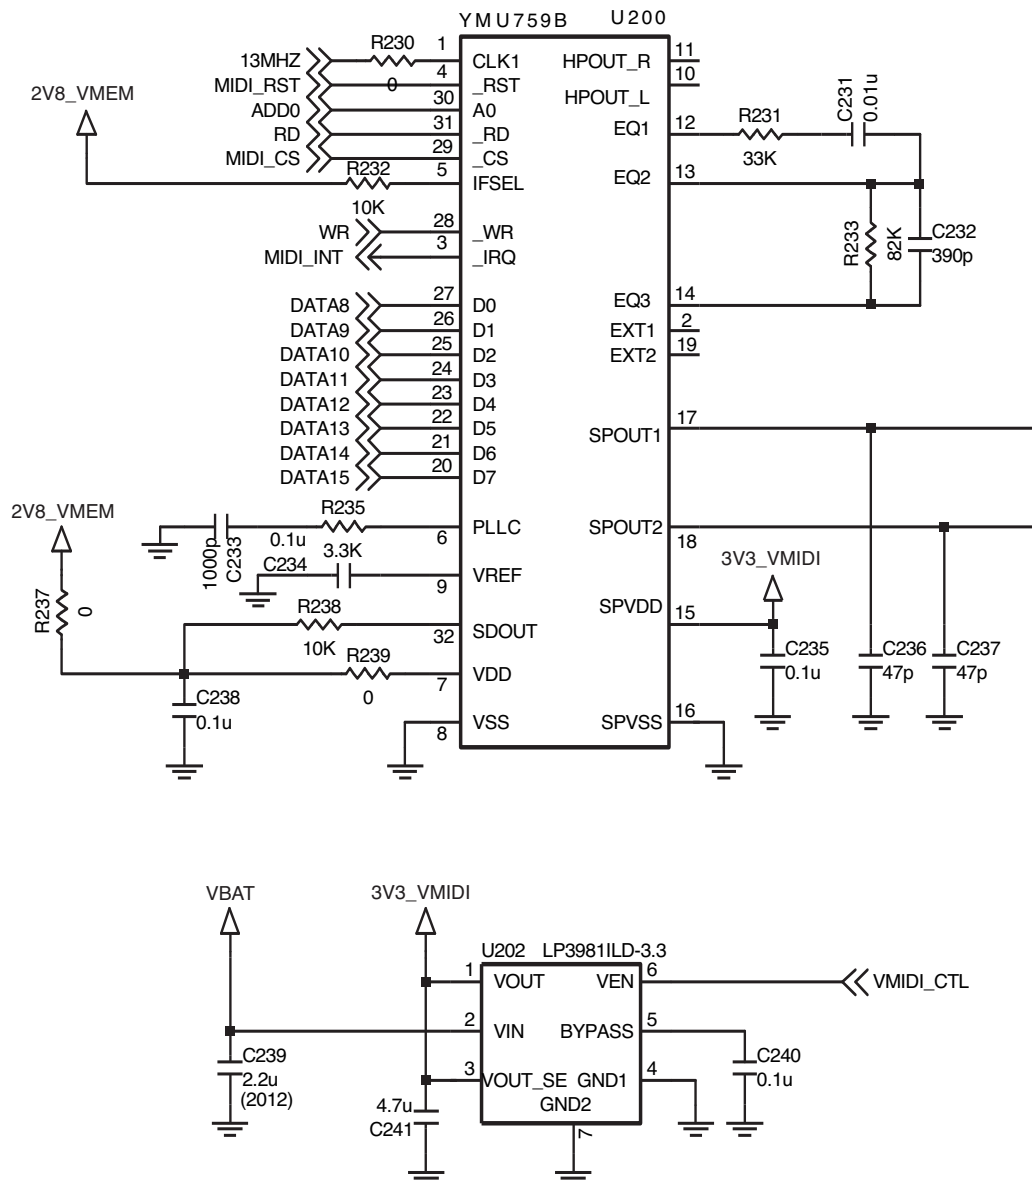 YMU759B U200
13MHZ R230 1 CLK1 HPOUT_R 11
MIDI_RST 0 4 _RST HPOUT_L 10
2V8_VMEM
ADD0 30 A0
RD 31 _RD EQ1 12 R231 33K C231 0.01u
MIDI_CS 29 _CS
R232 10K 5 IFSEL EQ2 13
WR 28 _WR R233 82K C232 390p
MIDI_INT 3 _IRQ
DATA8 27 D0 EQ3 14
DATA9 26 D1 EXT1 2
DATA10 25 D2 EXT2 19
DATA11 24 D3
DATA12 23 D4
DATA13 22 D5 SPOUT1 17
DATA14 21 D6
DATA15 20 D7
2V8_VMEM
1000p C233 R235 3.3K 6 PLLC SPOUT2 18
C234 0.1u 9 VREF 3V3_VMIDI
R237 0
R238 10K 32 SDOUT SPVDD 15
C235 0.1u C236 47p C237 47p
R239 0 7 VDD
C238 0.1u
8 VSS SPVSS 16
VBAT 3V3_VMIDI
U202 LP3981ILD-3.3
1 VOUT VEN 6 VMIDI_CTL
2 VIN BYPASS 5
C239 2.2u (2012)
3 VOUT_SE GND1 4 C240 0.1u
4.7u C241 GND2 7